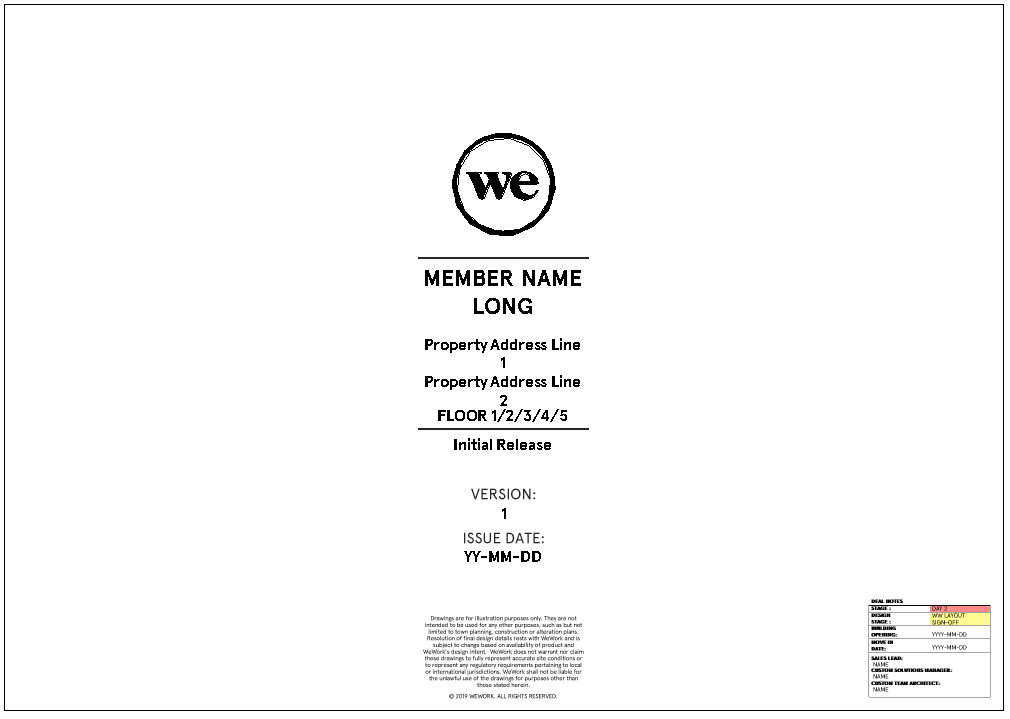 we
MEMBER NAME
LONG
Property Address Line
1
Property Address Line
2
FLOOR 1/2/3/4/5
Initial Release
VERSION:
1
ISSUE DATE:
YY-MM-DD
Drawings are for illustration purposes only. They are not
intended to be used for any other purposes, such as but not
limited to town planning, construction or alteration plans.
Resolution of final design details rests with WeWork and is
subject to change based on availability of product and
WeWork's design intent. WeWork does not warrant nor claim
these drawings to fully represent accurate site conditions or
to represent any regulatory requirements pertaining to local
or international jurisdictions. WeWork shall not be liable for
the unlawful use of the drawings for purposes other than
those stated herein.
© 2019 WEWORK. ALL RIGHTS RESERVED.
DEAL NOTES
STAGE : DAY 2
DESIGN WW LAYOUT
STAGE : SIGN-OFF
BUILDING
OPENING: YYYY-MM-DD
MOVE IN
DATE: YYYY-MM-DD
SALES LEAD:
NAME
CUSTOM SOLUTIONS MANAGER:
NAME
CUSTOM TEAM ARCHITECT:
NAME